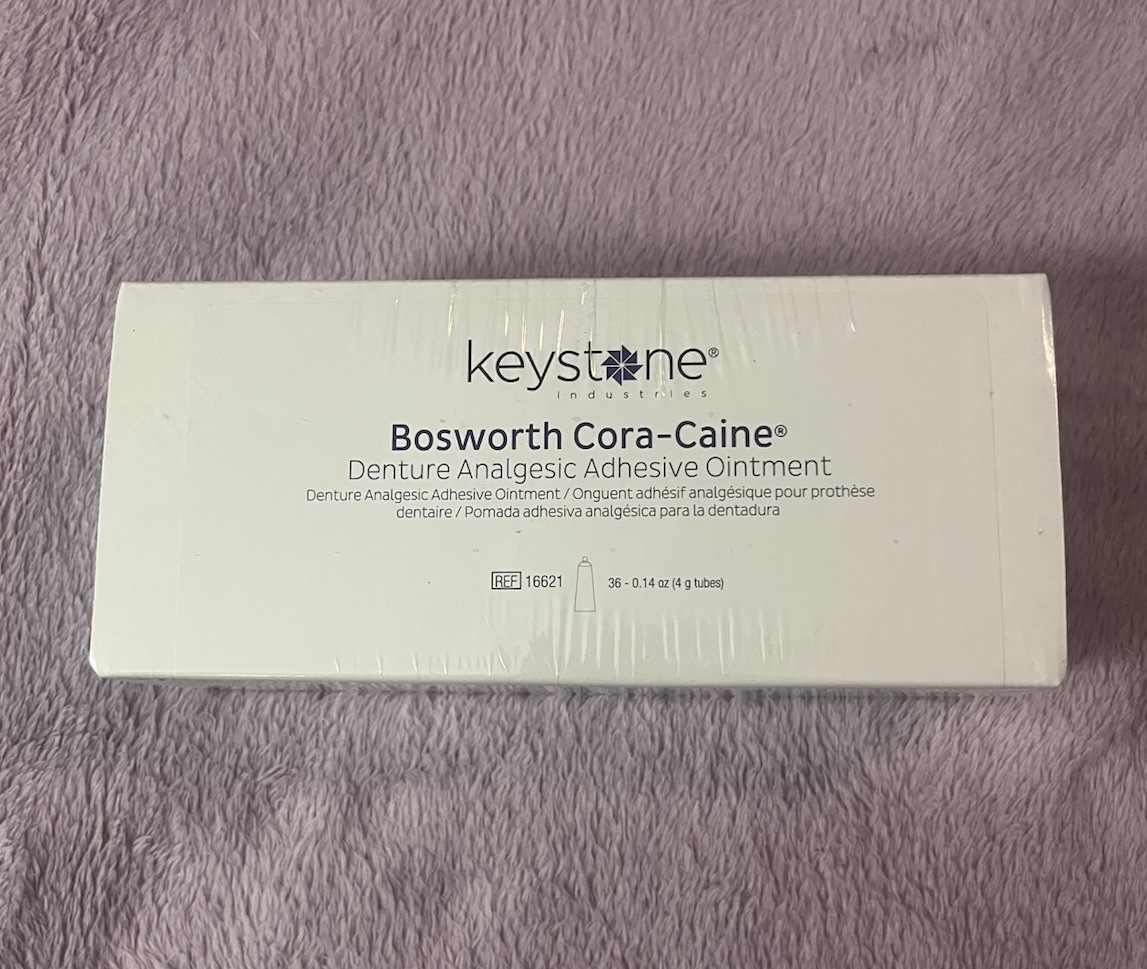 keystone®
industries
Bosworth Cora-Caine®
Denture Analgesic Adhesive Ointment
Denture Analgesic Adhesive Ointment / Onguent adhésif analgésique pour prothèse
dentaire / Pomada adhesiva analgésica para la dentadura
REF 16621 36 - 0.14 oz (4 g tubes)